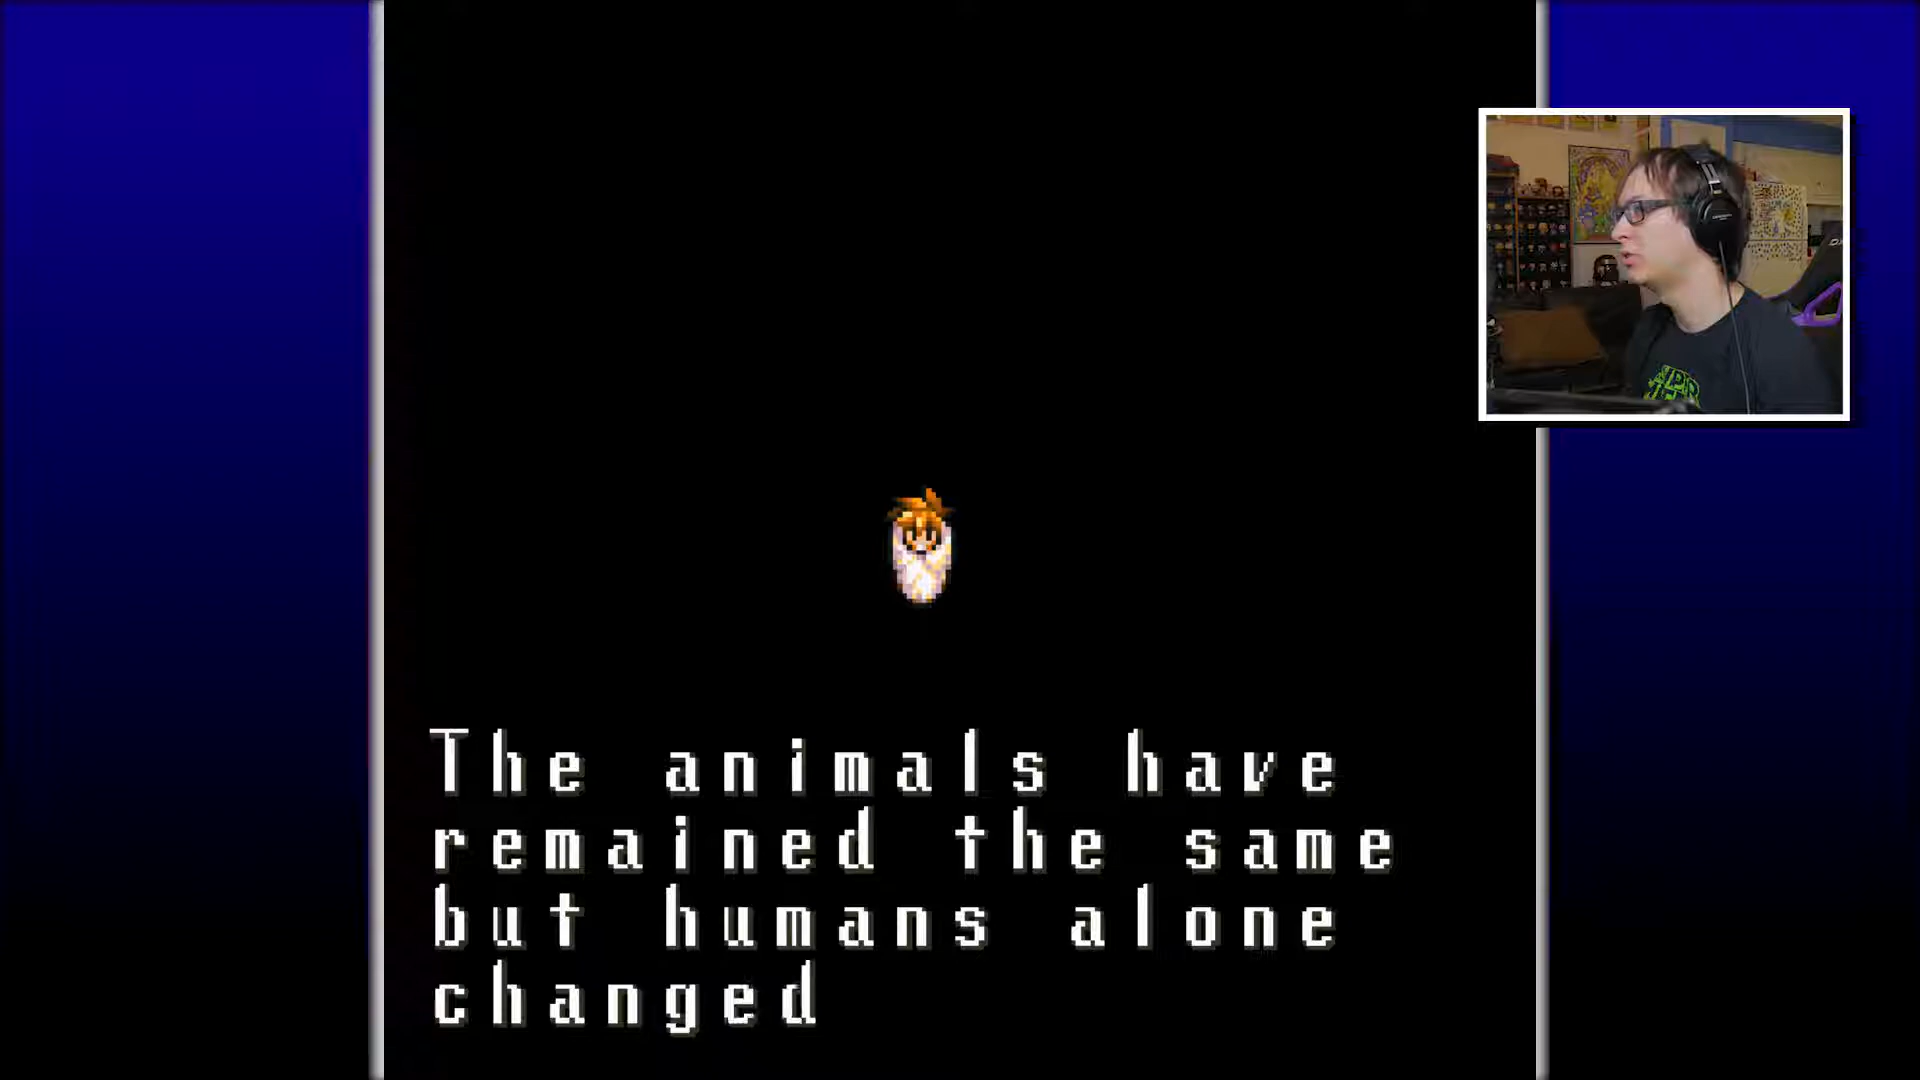 The animals have
remained the same
but humans alone
changed